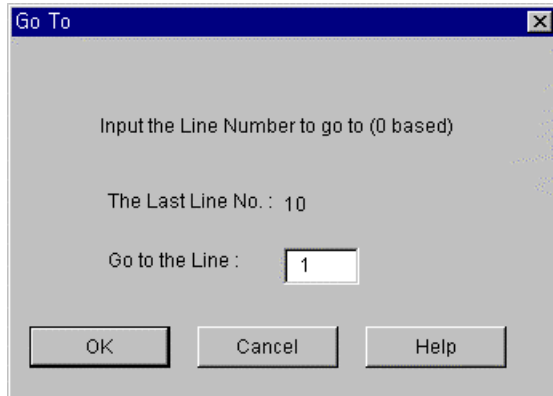 Go To
Input the Line Number to go to (0 based)
The Last Line No. : 10
Go to the Line : 1
OK Cancel Help